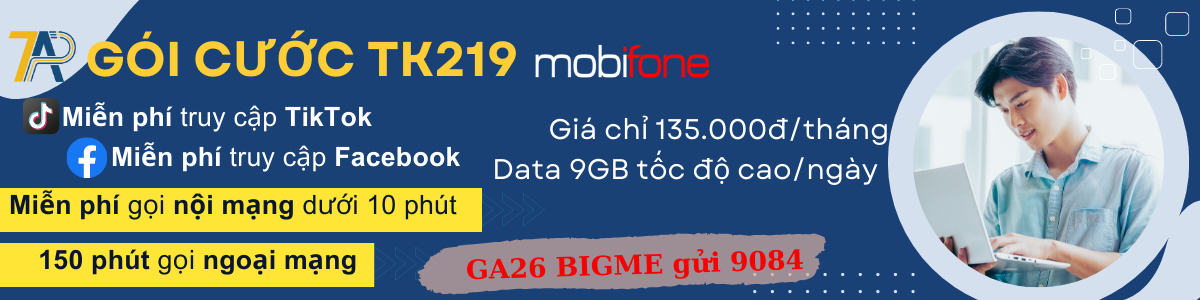 7AP
GÓI CƯỚC TK219
mobifone
Miễn phí truy cập TikTok
Miễn phí truy cập Facebook
Giá chỉ 135.000đ/tháng
Data 9GB tốc độ cao/ngày
Miễn phí gọi nội mạng dưới 10 phút
150 phút gọi ngoại mạng
GA26 BIGME gửi 9084